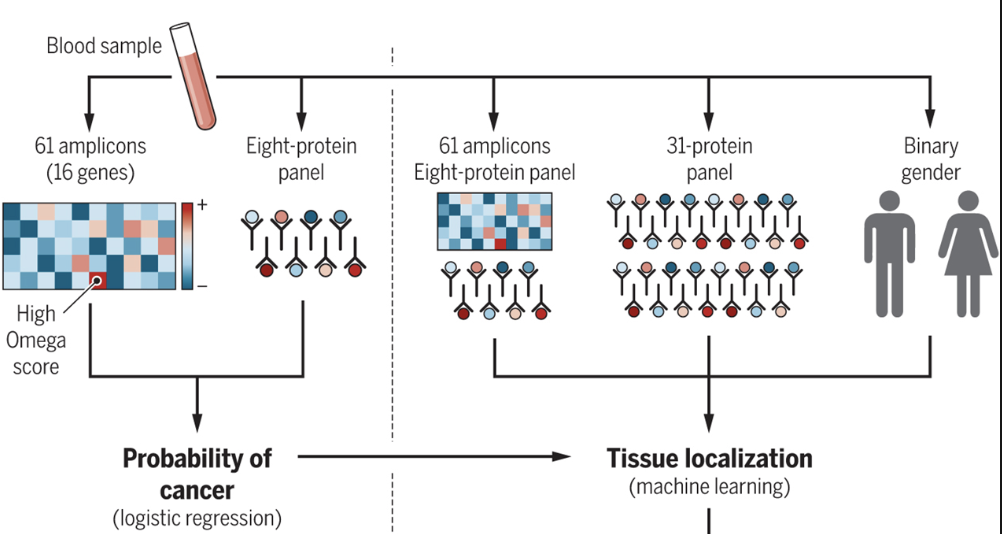 Blood sample
61 amplicons
(16 genes)
Eight-protein
panel
61 amplicons
Eight-protein panel
31-protein
panel
Binary
gender
+
–
High
Omega
score
Probability of
cancer
(logistic regression)
Tissue localization
(machine learning)